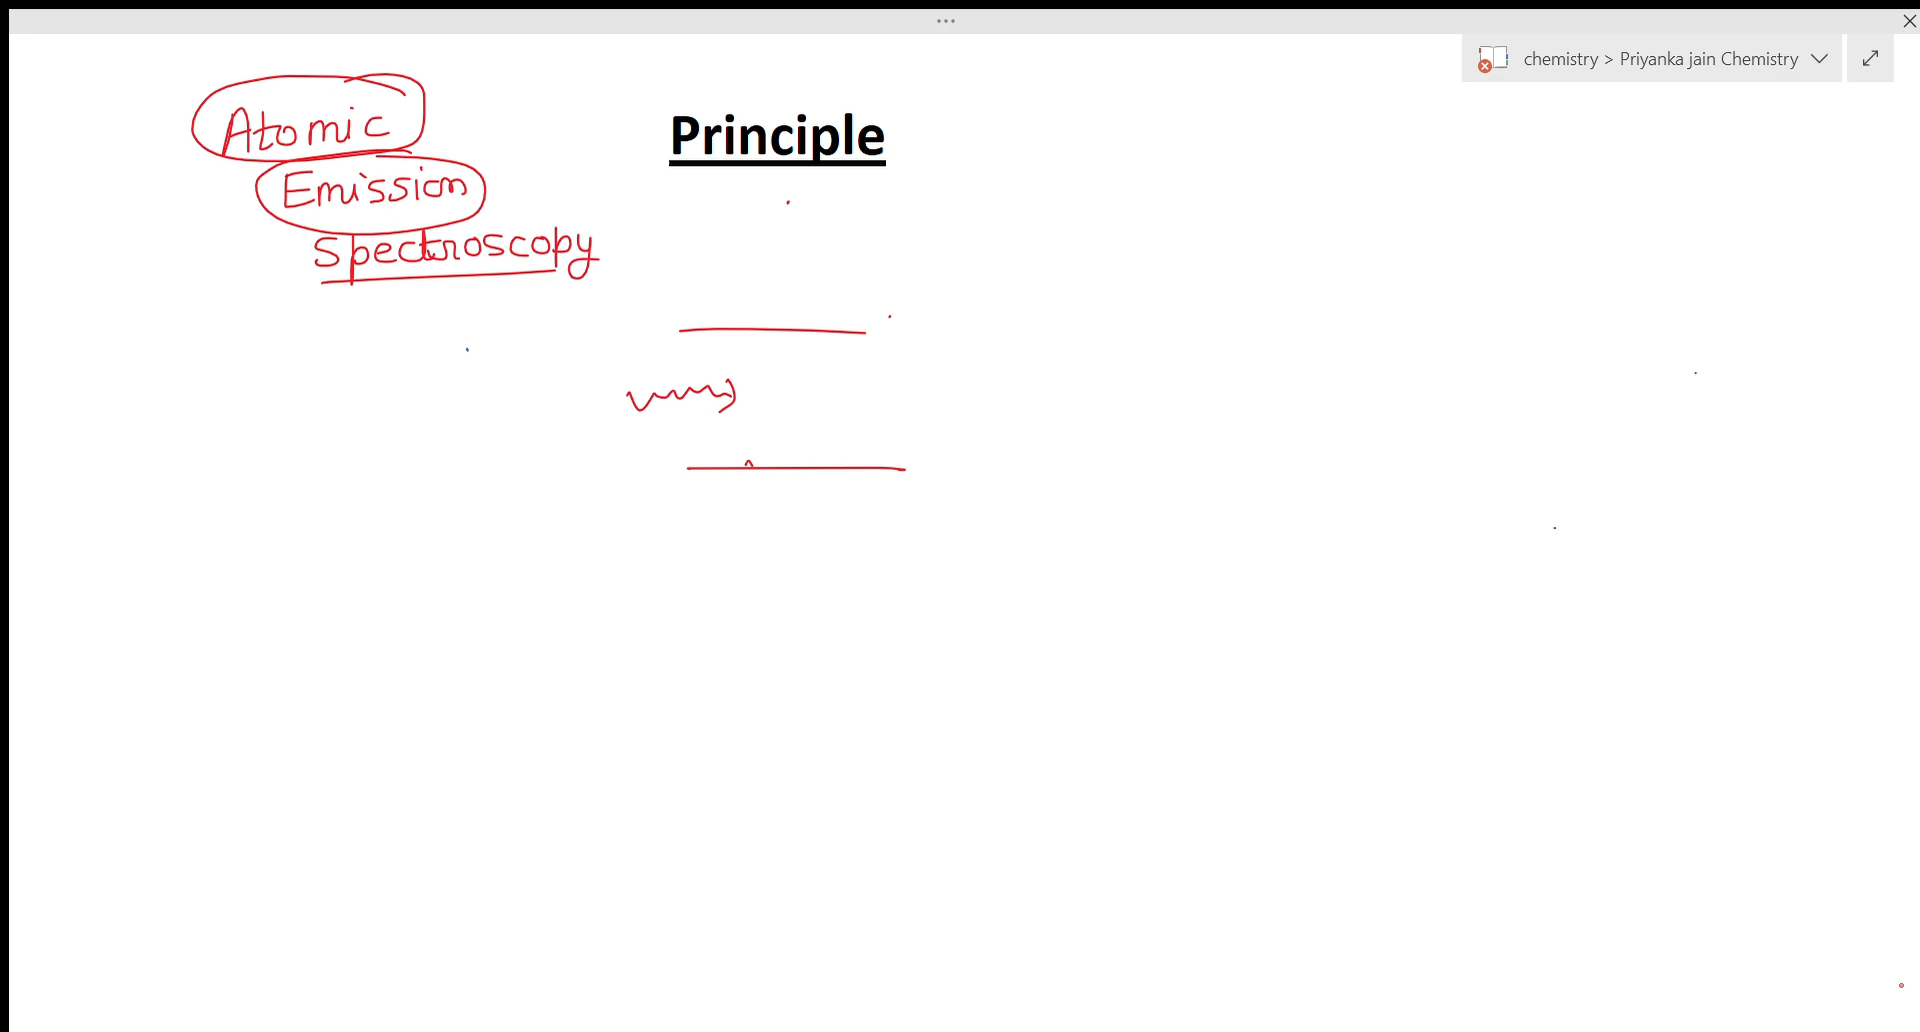 chemistry > Priyanka jain Chemistry
Principle
Atomic
Emission
Spectroscopy